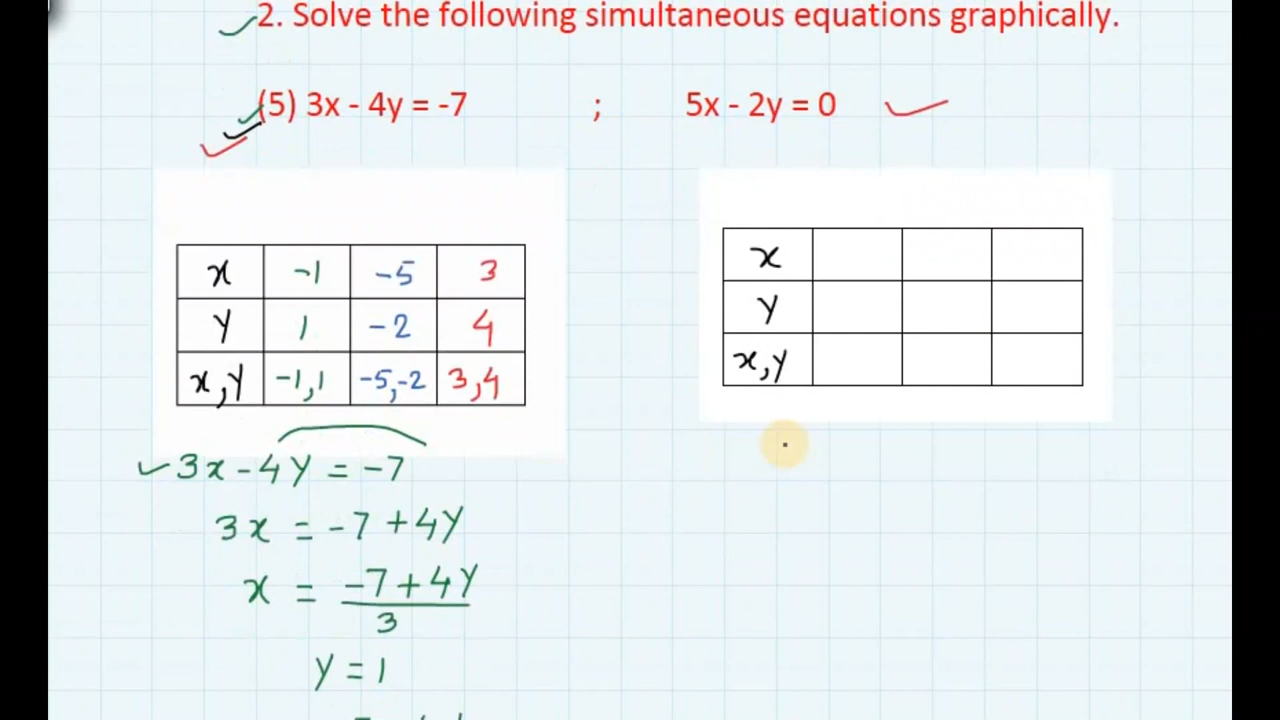 2. Solve the following simultaneous equations graphically.
(5) 3x - 4y = -7 ; 5x - 2y = 0
x -1 -5 3
y 1 -2 4
x,y -1,1 -5,-2 3,4
x
y
x,y
3x - 4y = -7
3x = -7 + 4y
x = -7 + 4y
3
y = 1